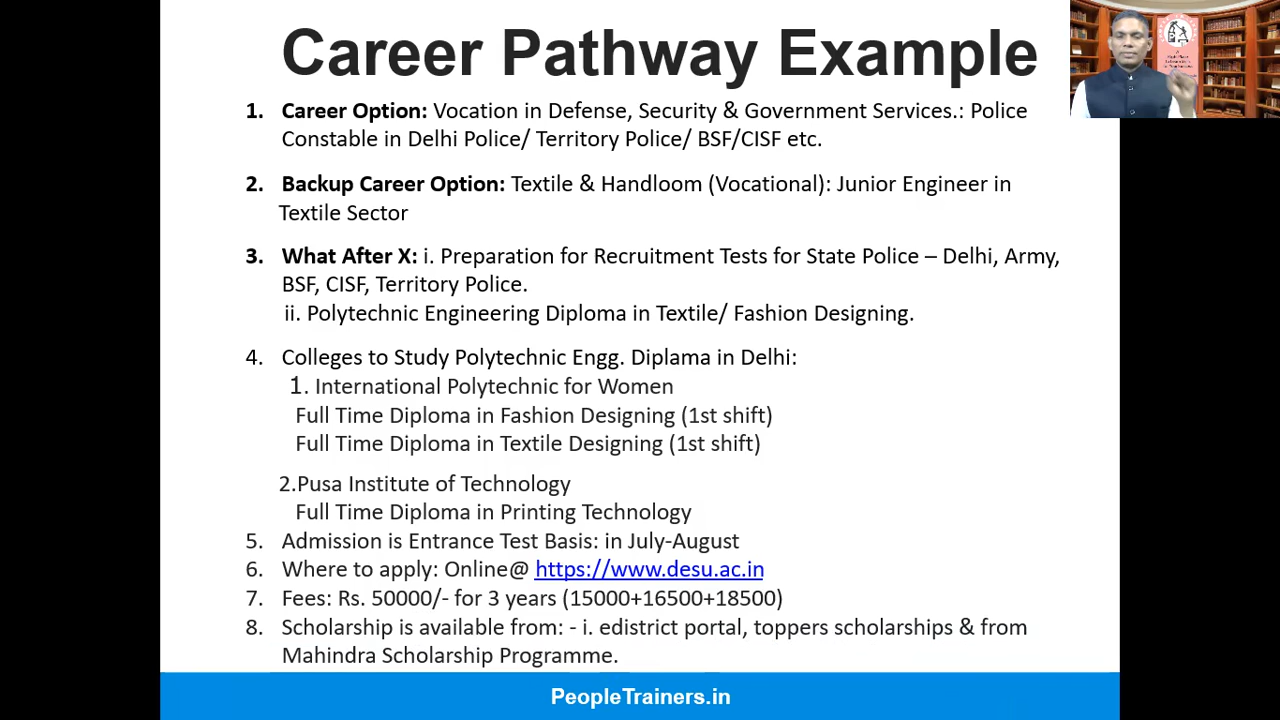 Career Pathway Example
1. Career Option: Vocation in Defense, Security & Government Services.: Police
Constable in Delhi Police/ Territory Police/ BSF/CISF etc.
2. Backup Career Option: Textile & Handloom (Vocational): Junior Engineer in
Textile Sector
3. What After X: i. Preparation for Recruitment Tests for State Police – Delhi, Army,
BSF, CISF, Territory Police.
ii. Polytechnic Engineering Diploma in Textile/ Fashion Designing.
4. Colleges to Study Polytechnic Engg. Diplama in Delhi:
1. International Polytechnic for Women
Full Time Diploma in Fashion Designing (1st shift)
Full Time Diploma in Textile Designing (1st shift)
2.Pusa Institute of Technology
Full Time Diploma in Printing Technology
5. Admission is Entrance Test Basis: in July-August
6. Where to apply: Online@ https://www.desu.ac.in
7. Fees: Rs. 50000/- for 3 years (15000+16500+18500)
8. Scholarship is available from: - i. edistrict portal, toppers scholarships & from
Mahindra Scholarship Programme.
PeopleTrainers.in